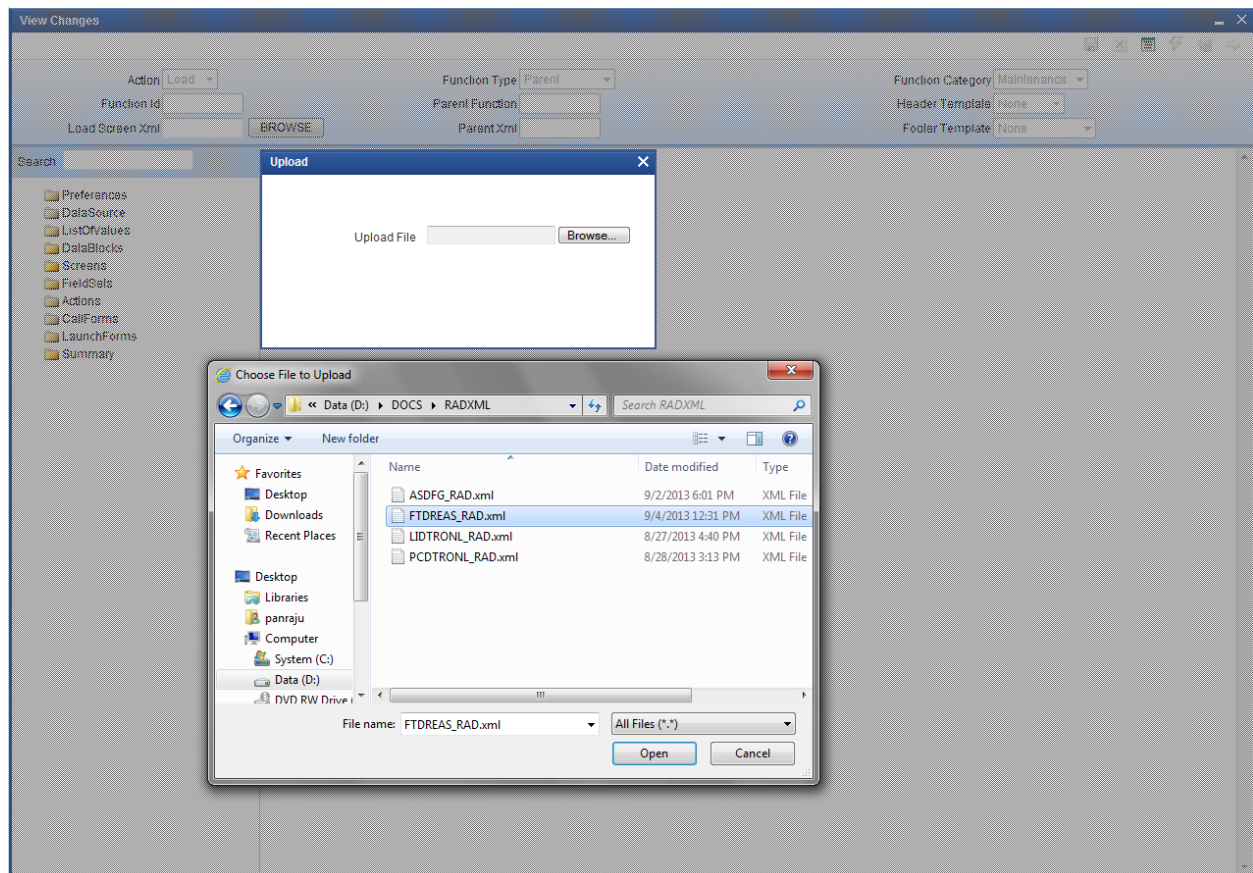 View Changes
Action Load Function Type Parent Function Category Maintenance
Function Id Parent Function Header Template None
Load Screen Xml BROWSE Parent Xml Footer Template None
Search
Preferences
DataSource
ListOfValues
DataBlocks
Screens
FieldSets
Actions
CallForms
LaunchForms
Summary
Upload
Upload File Browse...
Choose File to Upload
« Data (D:) DOCS RADXML Search RADXML
Organize New folder
Favorites
Desktop
Downloads
Recent Places
Desktop
Libraries
panraju
Computer
System (C:)
Data (D:)
DVD RW Drive
Name Date modified Type
ASDFG_RAD.xml 9/2/2013 6:01 PM XML File
FTDREAS_RAD.xml 9/4/2013 12:31 PM XML File
LIDTRONL_RAD.xml 8/27/2013 4:40 PM XML File
PCDTRONL_RAD.xml 8/28/2013 3:13 PM XML File
File name: FTDREAS_RAD.xml All Files (*.*)
Open Cancel